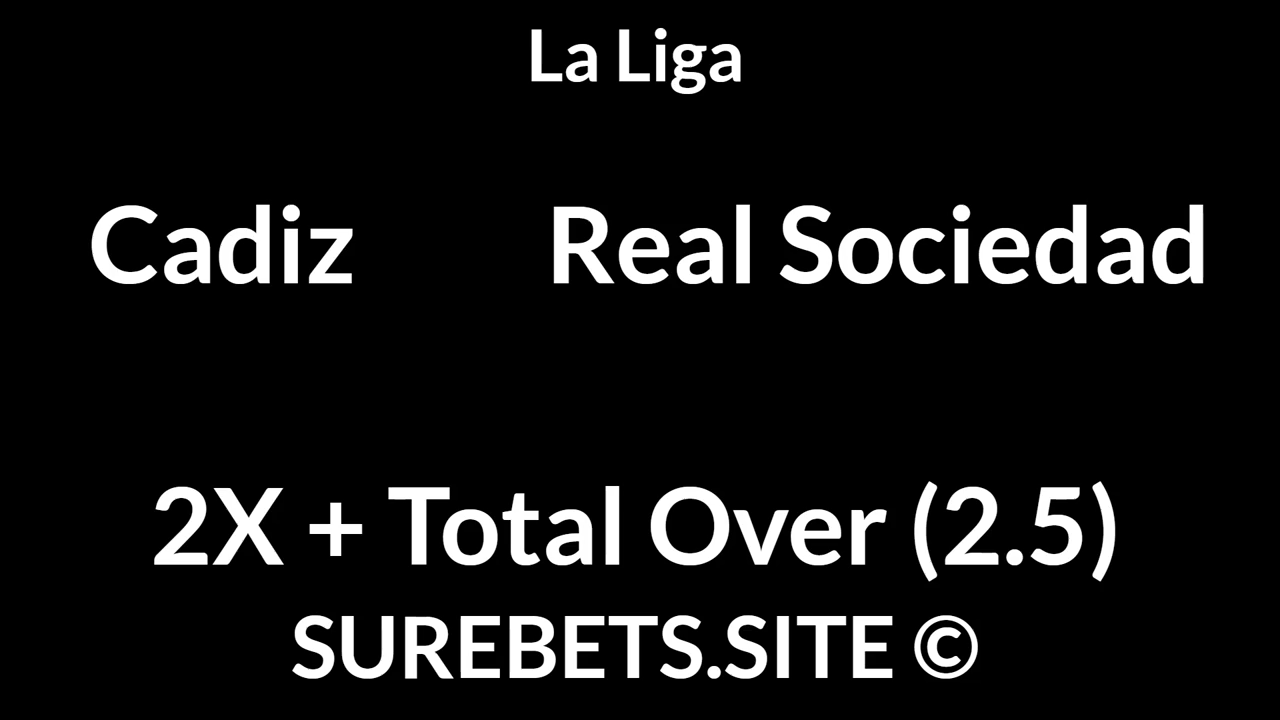 La Liga
Cadiz Real Sociedad
2X + Total Over (2.5)
SUREBETS.SITE ©